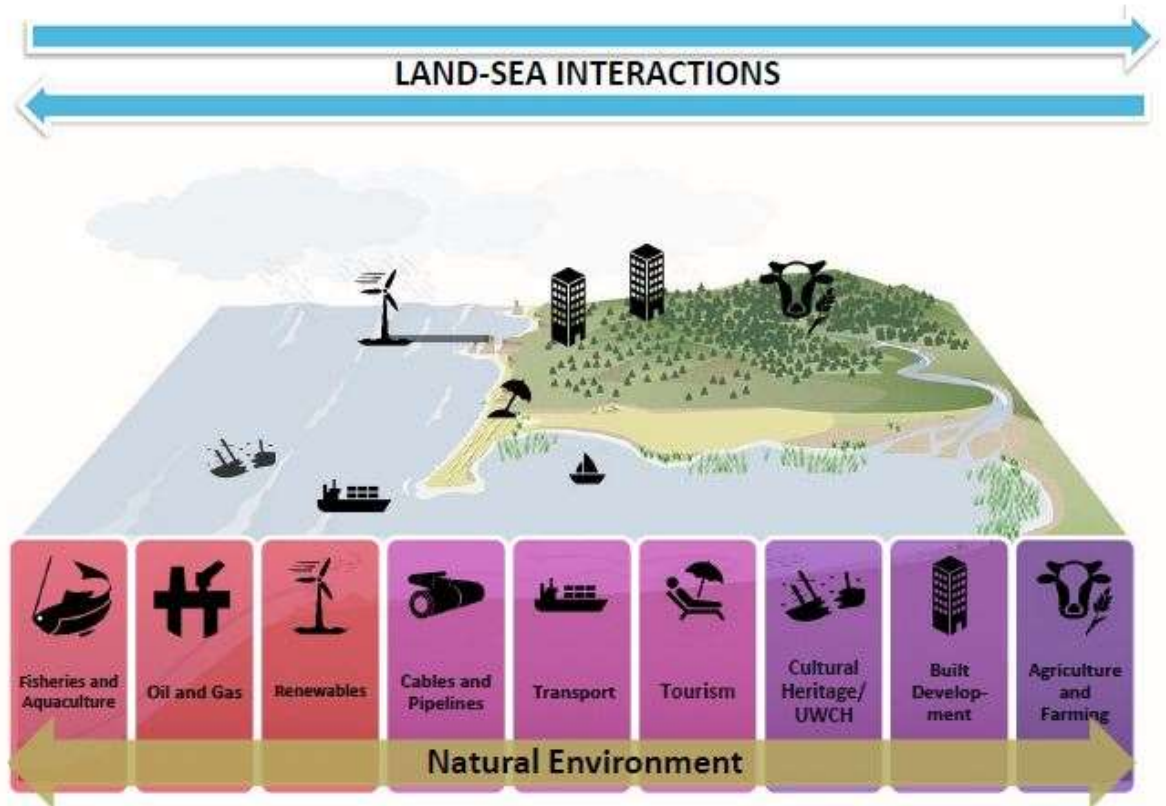 LAND-SEA INTERACTIONS
Fisheries and
Aquaculture
Oil and Gas
Renewables
Cables and
Pipelines
Transport
Tourism
Cultural
Heritage/
UWCH
Built
Develop-
ment
Agriculture
and
Farming
Natural Environment